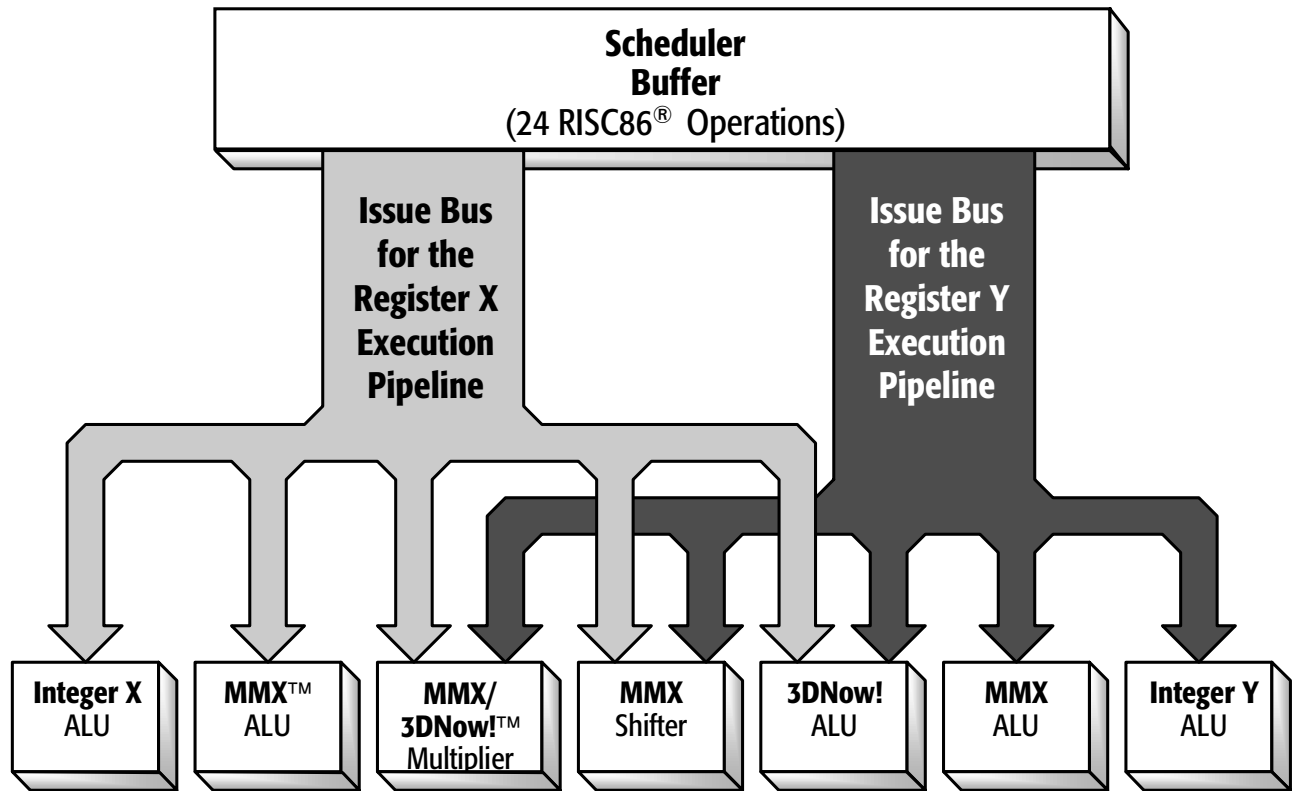 Scheduler
Buffer
(24 RISC86® Operations)
Issue Bus
for the
Register X
Execution
Pipeline
Issue Bus
for the
Register Y
Execution
Pipeline
Integer X
ALU
MMX™
ALU
MMX/
3DNow!™
Multiplier
MMX
Shifter
3DNow!
ALU
MMX
ALU
Integer Y
ALU